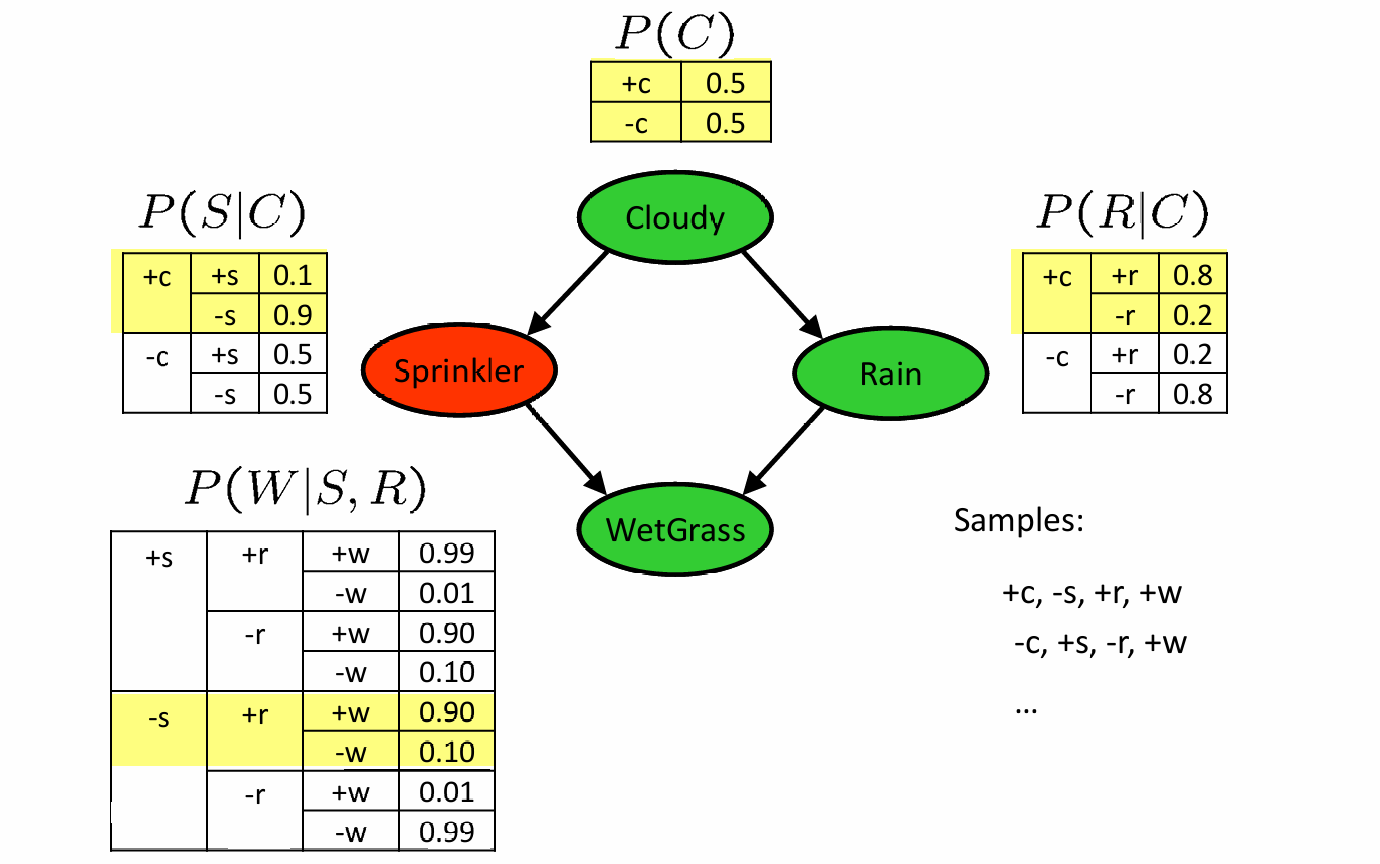 P(C)
+c 0.5
-c 0.5
Cloudy
P(S|C)
+c +s 0.1
-s 0.9
-c +s 0.5
-s 0.5
P(R|C)
+c +r 0.8
-r 0.2
-c +r 0.2
-r 0.8
Sprinkler
Rain
WetGrass
P(W|S, R)
+s +r +w 0.99
-w 0.01
-r +w 0.90
-w 0.10
-s +r +w 0.90
-w 0.10
-r +w 0.01
-w 0.99
Samples:
+c, -s, +r, +w
-c, +s, -r, +w
...